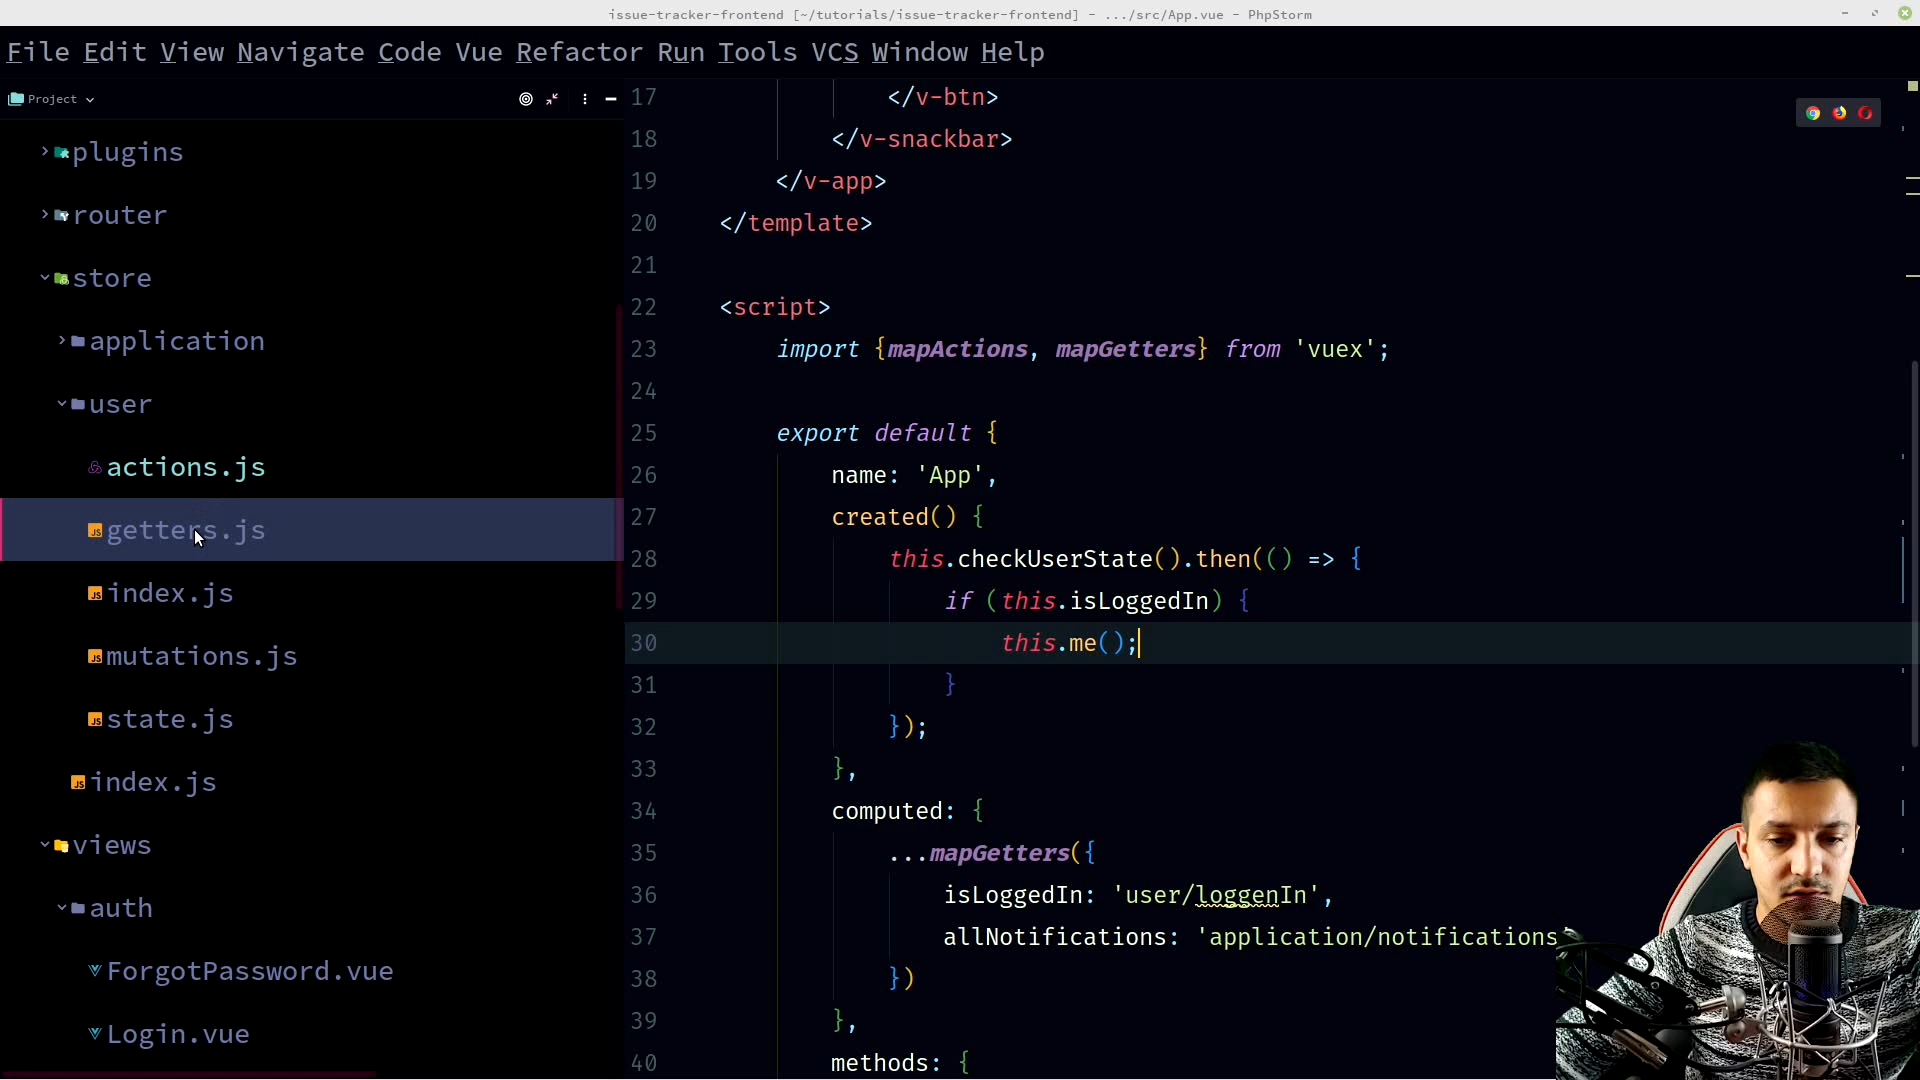 issue-tracker-frontend [~/tutorials/issue-tracker-frontend] - .../src/App.vue - PhpStorm
File Edit View Navigate Code Vue Refactor Run Tools VCS Window Help
Project
plugins
router
store
application
user
actions.js
getters.js
index.js
mutations.js
state.js
index.js
views
auth
ForgotPassword.vue
Login.vue
17 </v-btn>
18 </v-snackbar>
19 </v-app>
20 </template>
21
22 <script>
23 import {mapActions, mapGetters} from 'vuex';
24
25 export default {
26 name: 'App',
27 created() {
28 this.checkUserState().then(() => {
29 if (this.isLoggedIn) {
30 this.me();
31 }
32 });
33 },
34 computed: {
35 ...mapGetters({
36 isLoggedIn: 'user/loggenIn',
37 allNotifications: 'application/notifications'
38 })
39 },
40 methods: {